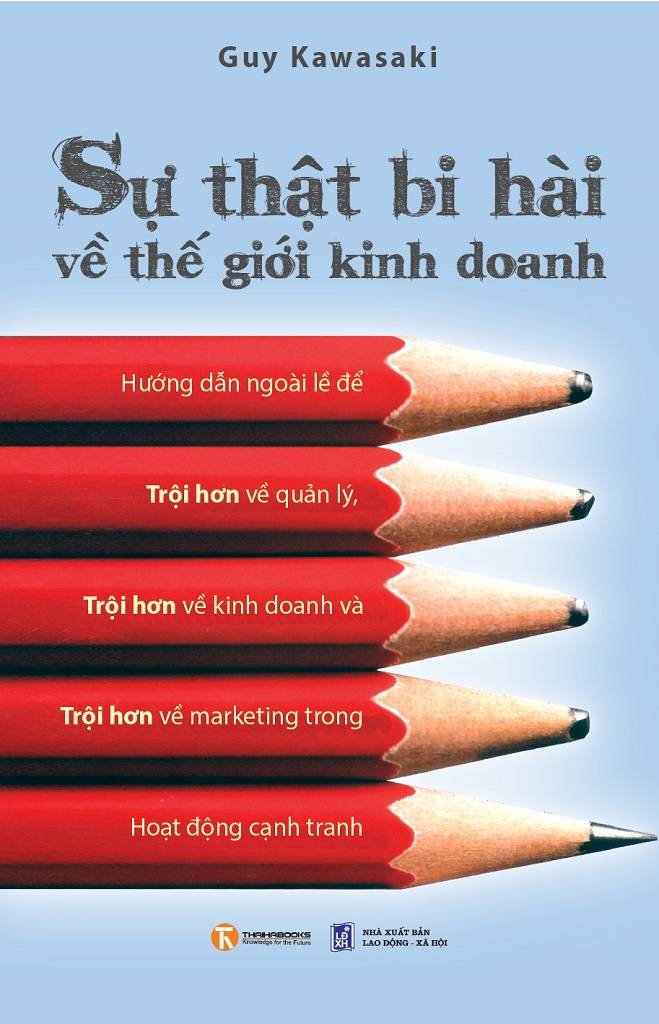 Guy Kawasaki
Sự thật bi hài
về thế giới kinh doanh
Hướng dẫn ngoài lề để
Trội hơn về quản lý,
Trội hơn về kinh doanh và
Trội hơn về marketing trong
Hoạt động cạnh tranh
THAIHABOOKS
Knowledge for the Future
LĐ
XH
NHÀ XUẤT BẢN
LAO ĐỘNG - XÃ HỘI